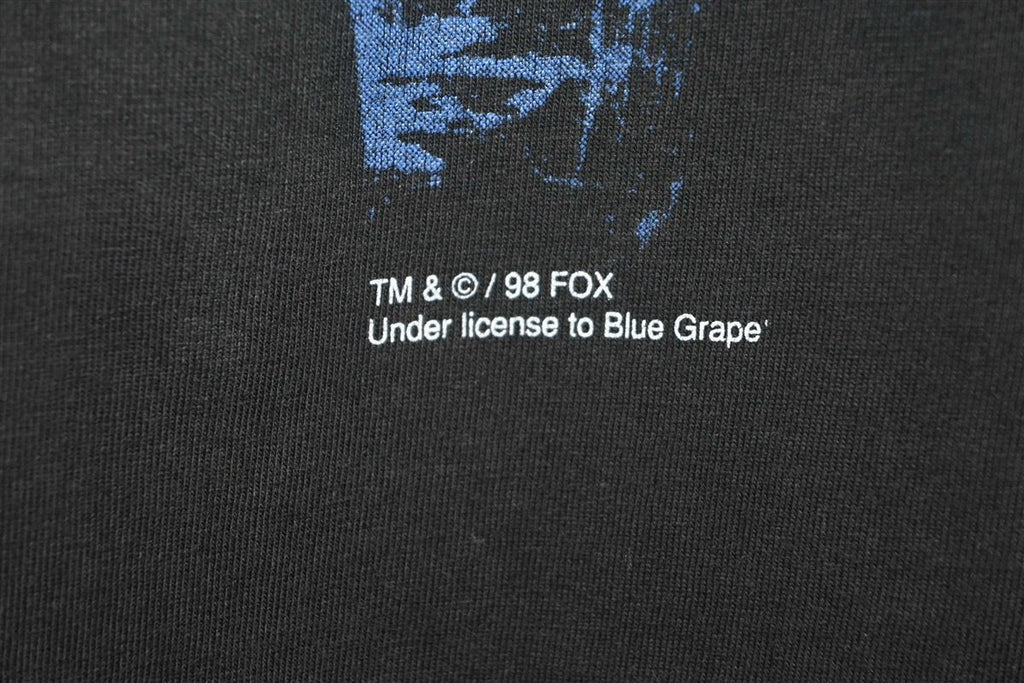 TM & © / 98 FOX
Under license to Blue Grape